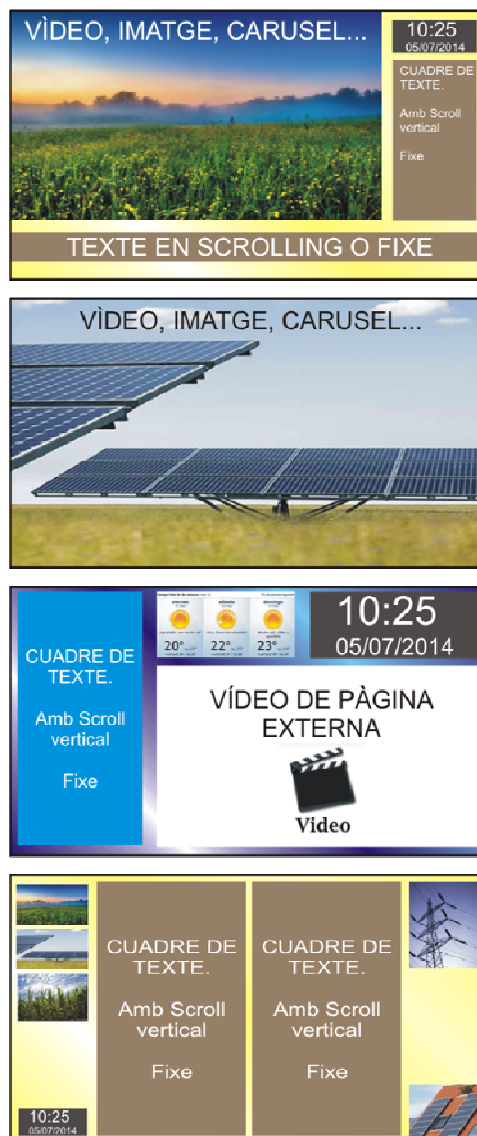 VÌDEO, IMATGE, CARUSEL...
10:25
05/07/2014
CUADRE DE
TEXTE.
Amb Scroll
vertical
Fixe
TEXTE EN SCROLLING O FIXE
VÌDEO, IMATGE, CARUSEL...
CUADRE DE
TEXTE.
Amb Scroll
vertical
Fixe
20° 22° 23°
10:25
05/07/2014
VÍDEO DE PÀGINA
EXTERNA
Video
CUADRE DE
TEXTE.
Amb Scroll
vertical
Fixe
CUADRE DE
TEXTE.
Amb Scroll
vertical
Fixe
10:25
05/07/2014